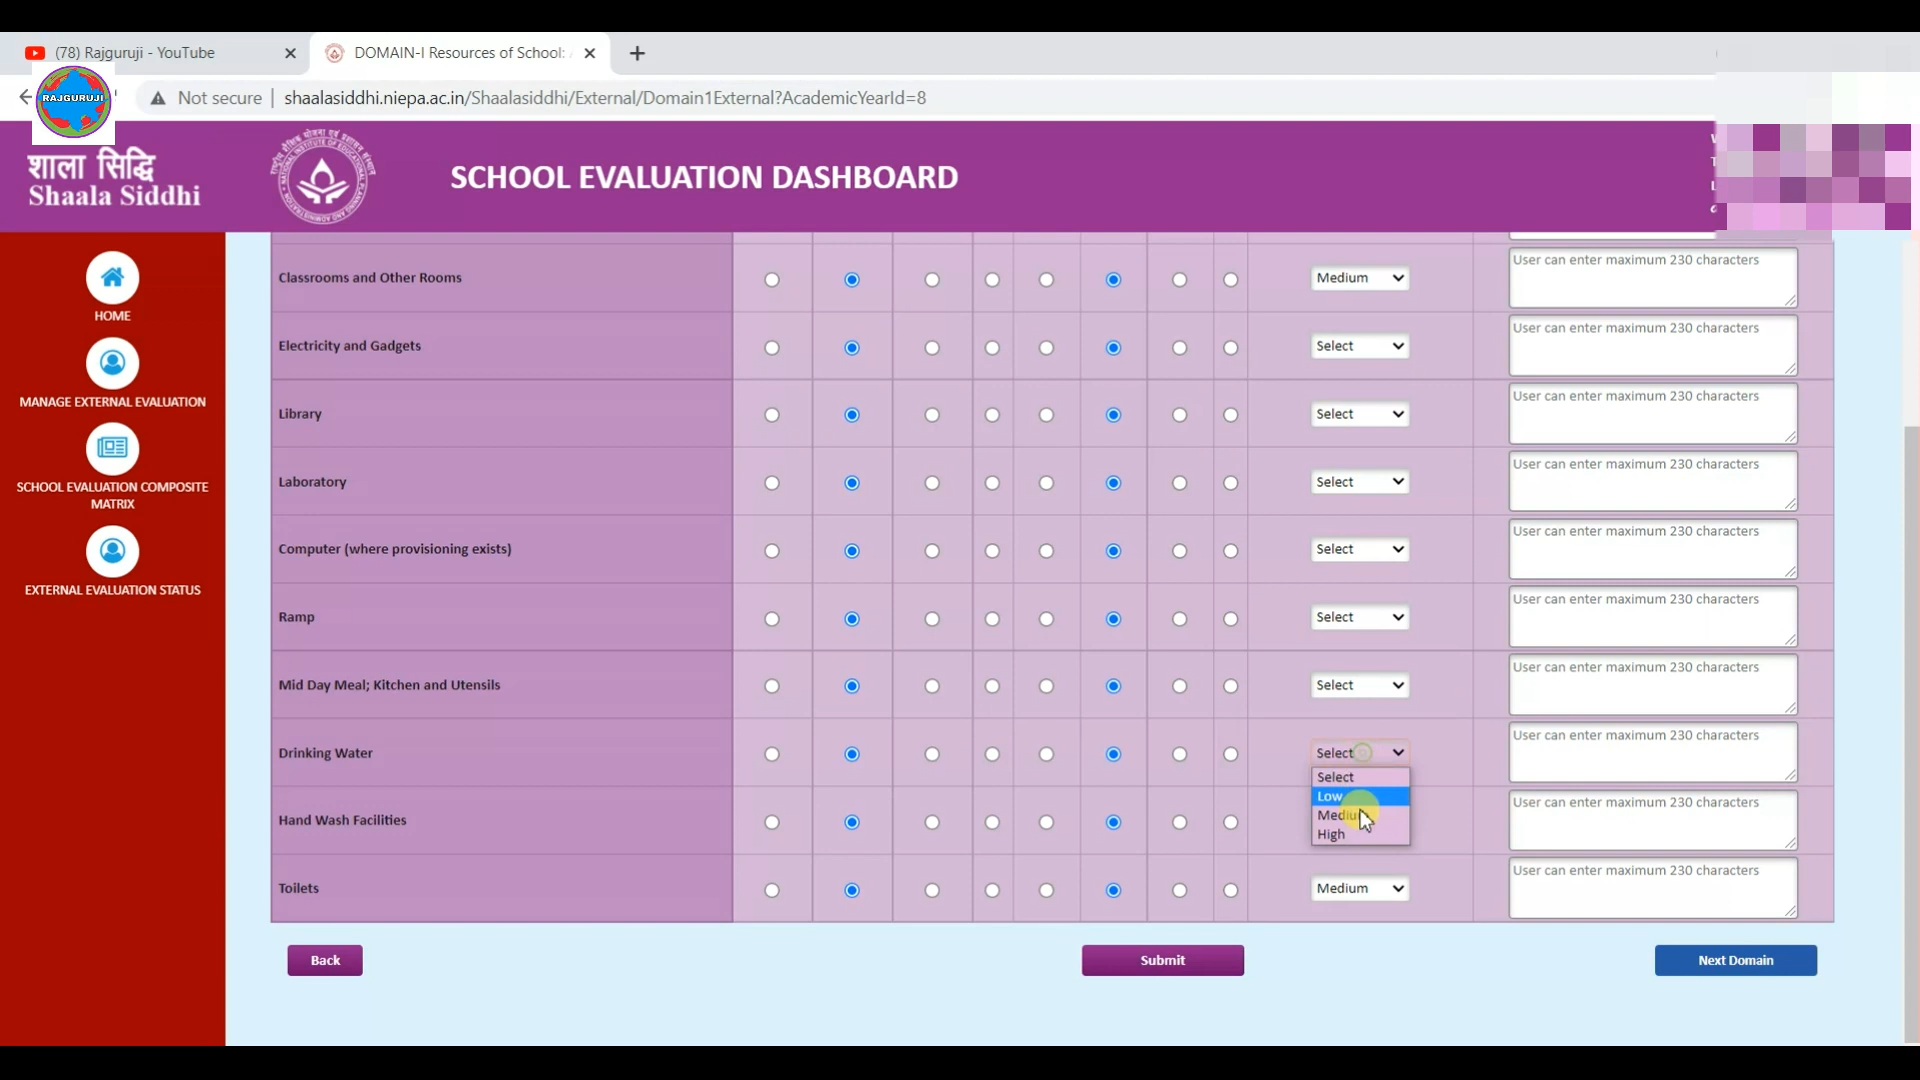 (78) Rajguruji - YouTube
DOMAIN-I Resources of School:
RAJGURUJI
Not secure
shaalasiddhi.niepa.ac.in/Shaalasiddhi/External/Domain1External?AcademicYearId=8
शाला सिद्धि
Shaala Siddhi
SCHOOL EVALUATION DASHBOARD
HOME
MANAGE EXTERNAL EVALUATION
SCHOOL EVALUATION COMPOSITE
MATRIX
EXTERNAL EVALUATION STATUS
Classrooms and Other Rooms
Medium
User can enter maximum 230 characters
Electricity and Gadgets
Select
User can enter maximum 230 characters
Library
Select
User can enter maximum 230 characters
Laboratory
Select
User can enter maximum 230 characters
Computer (where provisioning exists)
Select
User can enter maximum 230 characters
Ramp
Select
User can enter maximum 230 characters
Mid Day Meal; Kitchen and Utensils
Select
User can enter maximum 230 characters
Drinking Water
Select
User can enter maximum 230 characters
Select
Low
Medium
High
Hand Wash Facilities
User can enter maximum 230 characters
Toilets
Medium
User can enter maximum 230 characters
Back
Submit
Next Domain